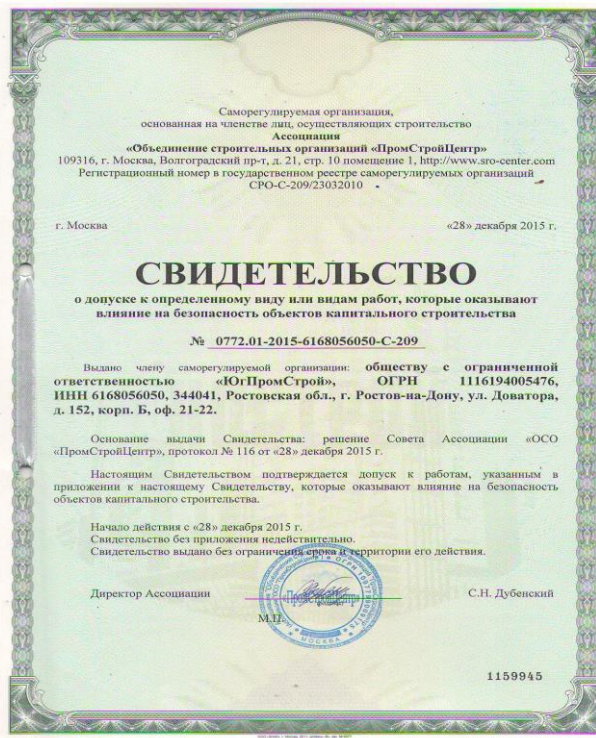 Саморегулируемая организация,
основанная на членстве лиц, осуществляющих строительство
Ассоциация
«Объединение строительных организаций «ПромСтройЦентр»
109316, г. Москва, Волгоградский пр-т, д. 21, стр. 10 помещение 1, http://www.sro-center.com
Регистрационный номер в государственном реестре саморегулируемых организаций
СРО-С-209/23032010
г. Москва «28» декабря 2015 г.
СВИДЕТЕЛЬСТВО
о допуске к определенному виду или видам работ, которые оказывают
влияние на безопасность объектов капитального строительства
№ 0772.01-2015-6168056050-С-209
Выдано члену саморегулируемой организации: обществу с ограниченной
ответственностью «ЮгПромСтрой», ОГРН 1116194005476,
ИНН 6168056050, 344041, Ростовская обл., г. Ростов-на-Дону, ул. Доватора,
д. 152, корп. Б, оф. 21-22.
Основание выдачи Свидетельства: решение Совета Ассоциации «ОСО
«ПромСтройЦентр», протокол № 116 от «28» декабря 2015 г.
Настоящим Свидетельством подтверждается допуск к работам, указанным в
приложении к настоящему Свидетельству, которые оказывают влияние на безопасность
объектов капитального строительства.
Начало действия с «28» декабря 2015 г.
Свидетельство без приложения недействительно.
Свидетельство выдано без ограничения срока и территории его действия.
Директор Ассоциации С.Н. Дубенский
«ПромСтройЦентр»
М.П.
МОСКВА
1159945